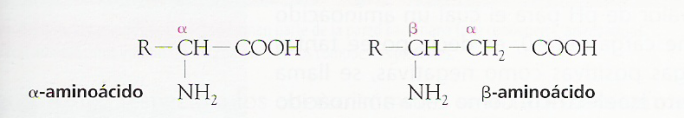 α β α
R—CH—COOH R—CH—CH₂—COOH
α-aminoácido NH₂ NH₂ β-aminoácido